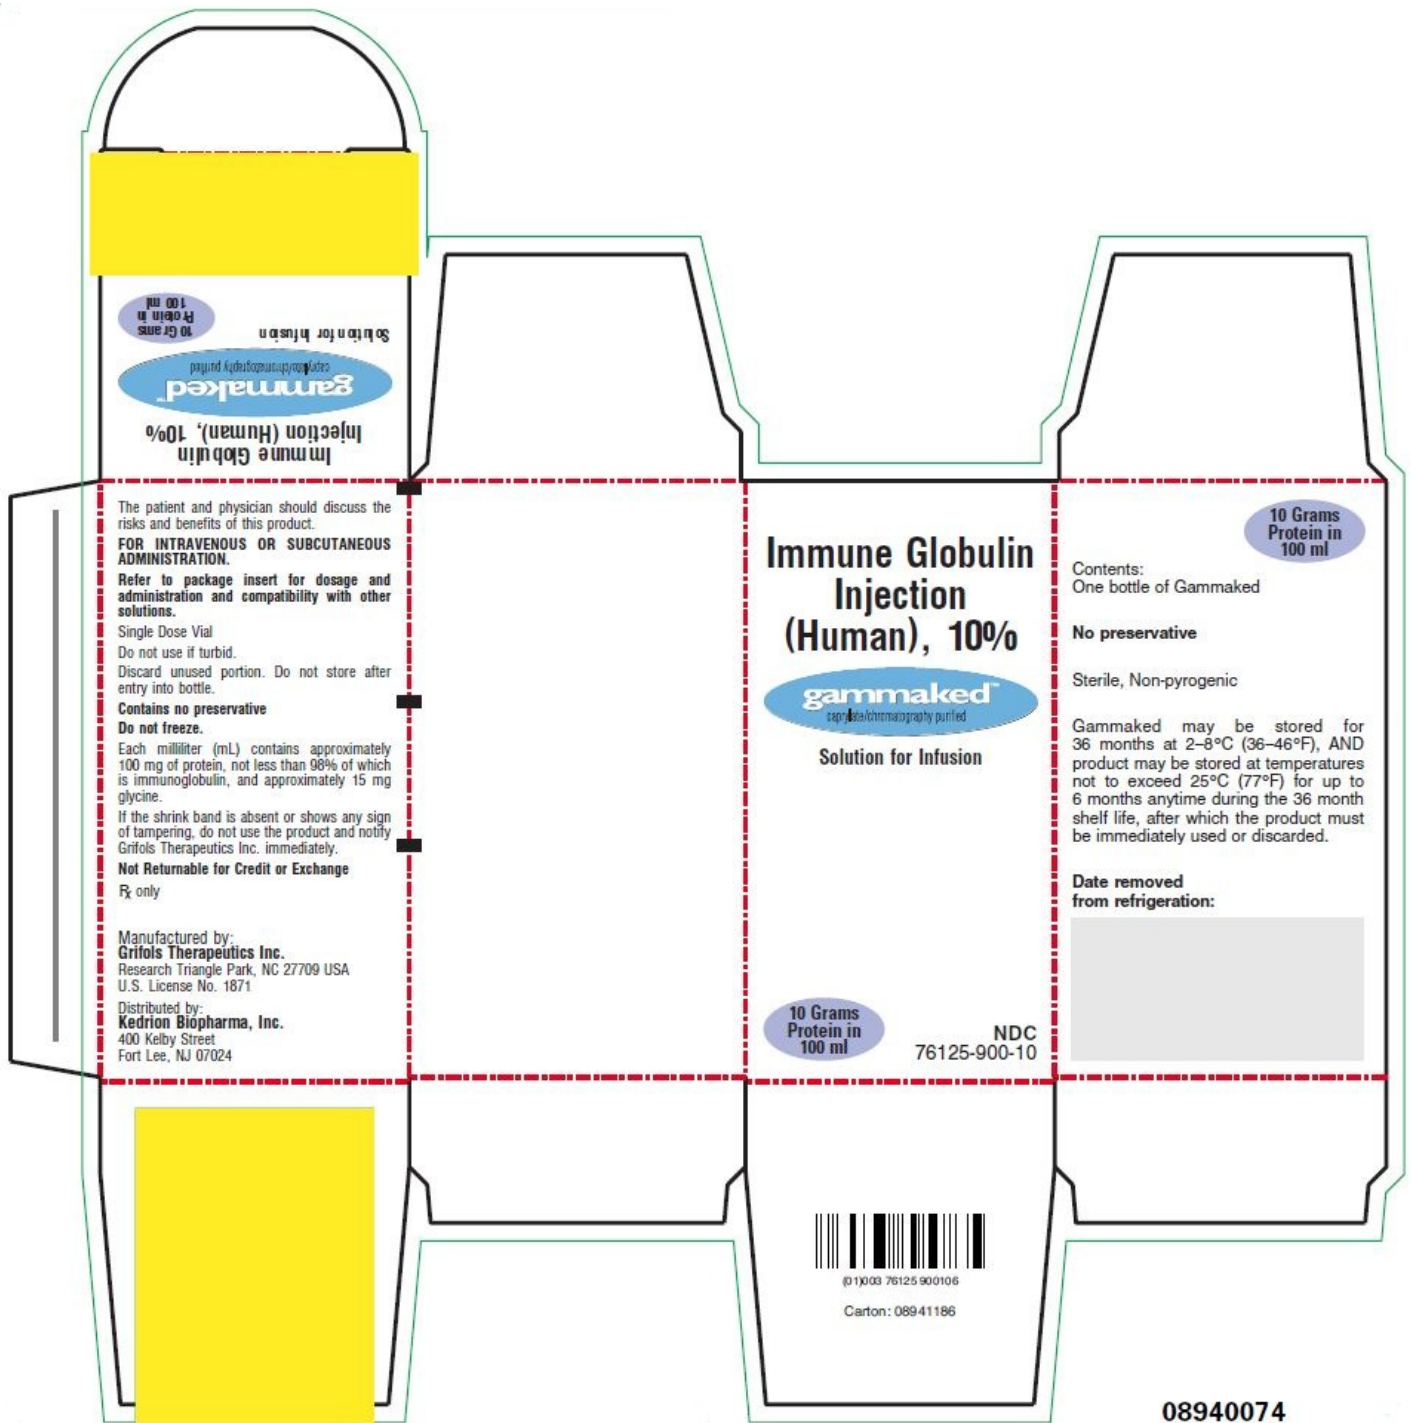 10 Grams
Protein in
100 ml
Solution for Infusion
caprylate/chromatography purified
gammaked™
Injection (Human), 10%
Immune Globulin
The patient and physician should discuss the
risks and benefits of this product.
FOR INTRAVENOUS OR SUBCUTANEOUS
ADMINISTRATION.
Refer to package insert for dosage and
administration and compatibility with other
solutions.
Single Dose Vial
Do not use if turbid.
Discard unused portion. Do not store after
entry into bottle.
Contains no preservative
Do not freeze.
Each milliliter (mL) contains approximately
100 mg of protein, not less than 98% of which
is immunoglobulin, and approximately 15 mg
glycine.
If the shrink band is absent or shows any sign
of tampering, do not use the product and notify
Grifols Therapeutics Inc. immediately.
Not Returnable for Credit or Exchange
℞ only
Manufactured by:
Grifols Therapeutics Inc.
Research Triangle Park, NC 27709 USA
U.S. License No. 1871
Distributed by:
Kedrion Biopharma, Inc.
400 Kelby Street
Fort Lee, NJ 07024
Immune Globulin
Injection
(Human), 10%
gammaked™
caprylate/chromatography purified
Solution for Infusion
10 Grams
Protein in
100 ml
NDC
76125-900-10
(01)003 76125 900106
Carton: 08941186
10 Grams
Protein in
100 ml
Contents:
One bottle of Gammaked
No preservative
Sterile, Non-pyrogenic
Gammaked may be stored for
36 months at 2–8°C (36–46°F), AND
product may be stored at temperatures
not to exceed 25°C (77°F) for up to
6 months anytime during the 36 month
shelf life, after which the product must
be immediately used or discarded.
Date removed
from refrigeration:
08940074